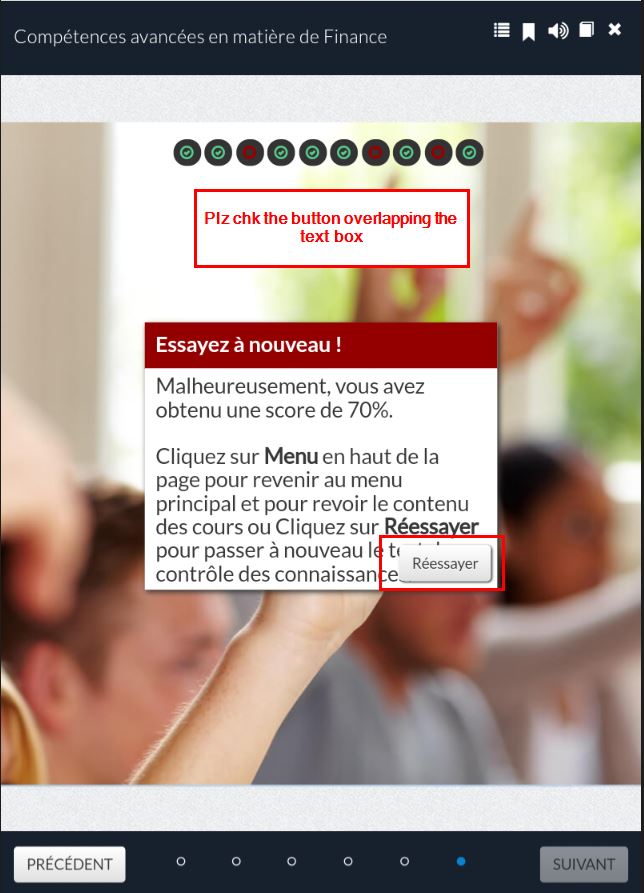 Compétences avancées en matière de Finance
Plz chk the button overlapping the
text box
Essayez à nouveau !
Malheureusement, vous avez
obtenu une score de 70%.
Cliquez sur Menu en haut de la
page pour revenir au menu
principal et pour revoir le contenu
des cours ou Cliquez sur Réessayer
pour passer à nouveau le
contrôle des connaissance
Réessayer
PRÉCÉDENT
SUIVANT